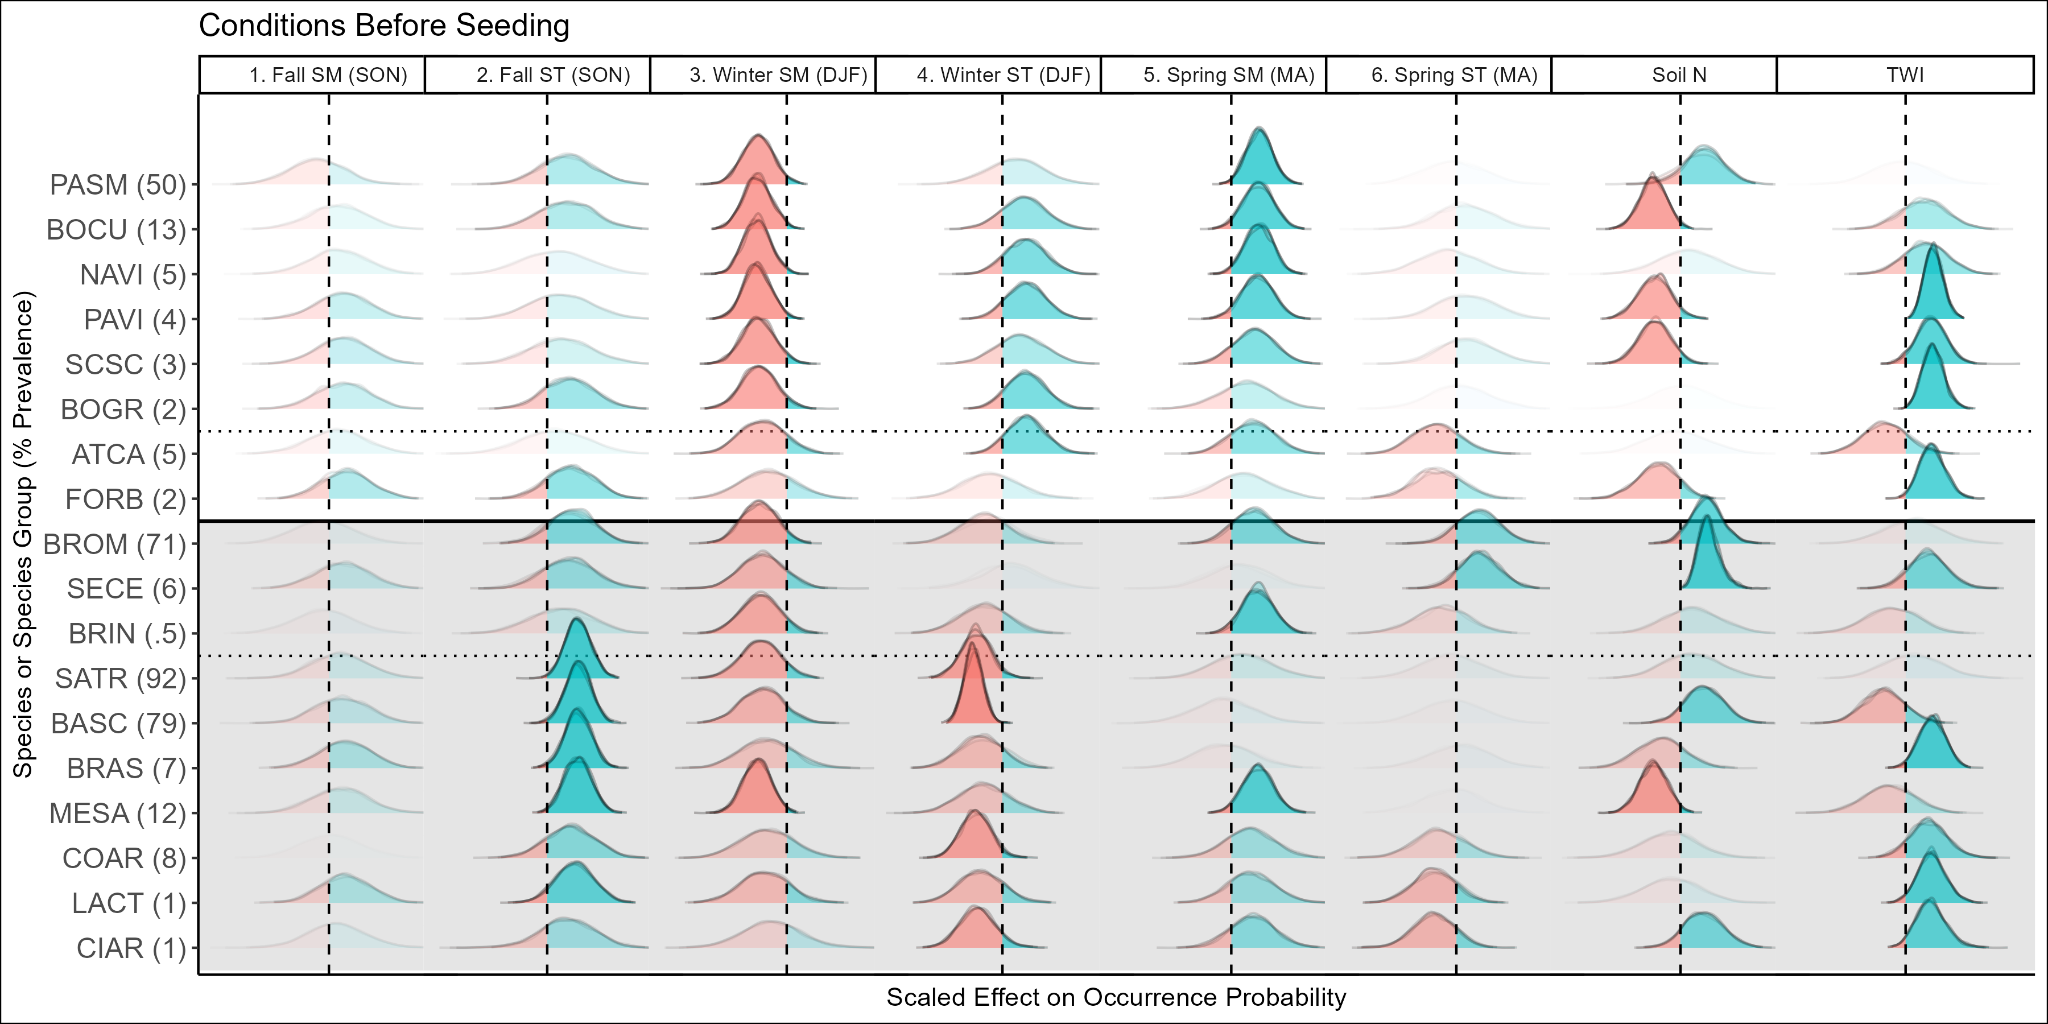 Conditions Before Seeding
1. Fall SM (SON)
2. Fall ST (SON)
3. Winter SM (DJF)
4. Winter ST (DJF)
5. Spring SM (MA)
6. Spring ST (MA)
Soil N
TWI
Species or Species Group (% Prevalence)
PASM (50)
BOCU (13)
NAVI (5)
PAVI (4)
SCSC (3)
BOGR (2)
ATCA (5)
FORB (2)
BROM (71)
SECE (6)
BRIN (.5)
SATR (92)
BASC (79)
BRAS (7)
MESA (12)
COAR (8)
LACT (1)
CIAR (1)
Scaled Effect on Occurrence Probability